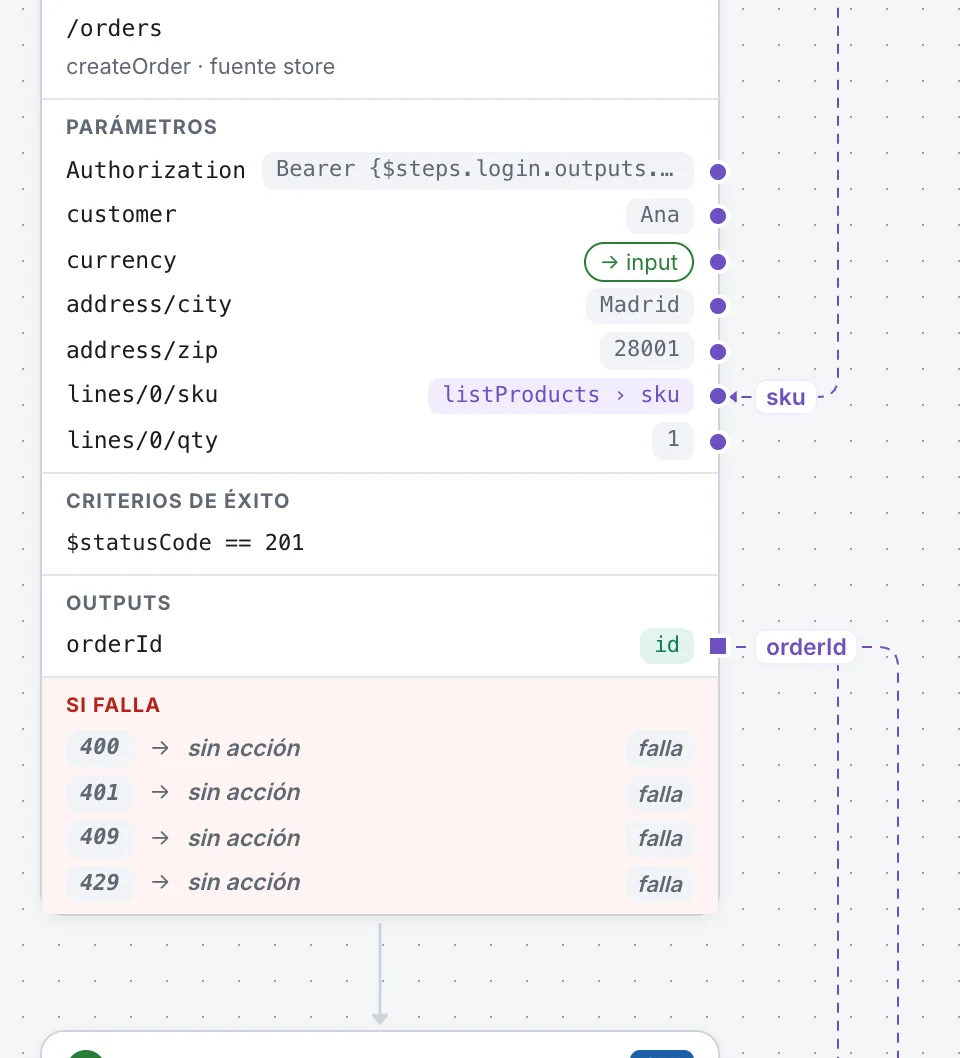 /orders
createOrder · fuente store
PARÁMETROS
Authorization Bearer {$steps.login.outputs.…
customer Ana
currency → input
address/city Madrid
address/zip 28001
lines/0/sku listProducts › sku sku
lines/0/qty 1
CRITERIOS DE ÉXITO
$statusCode == 201
OUTPUTS
orderId id orderId
SI FALLA
400 → sin acción falla
401 → sin acción falla
409 → sin acción falla
429 → sin acción falla